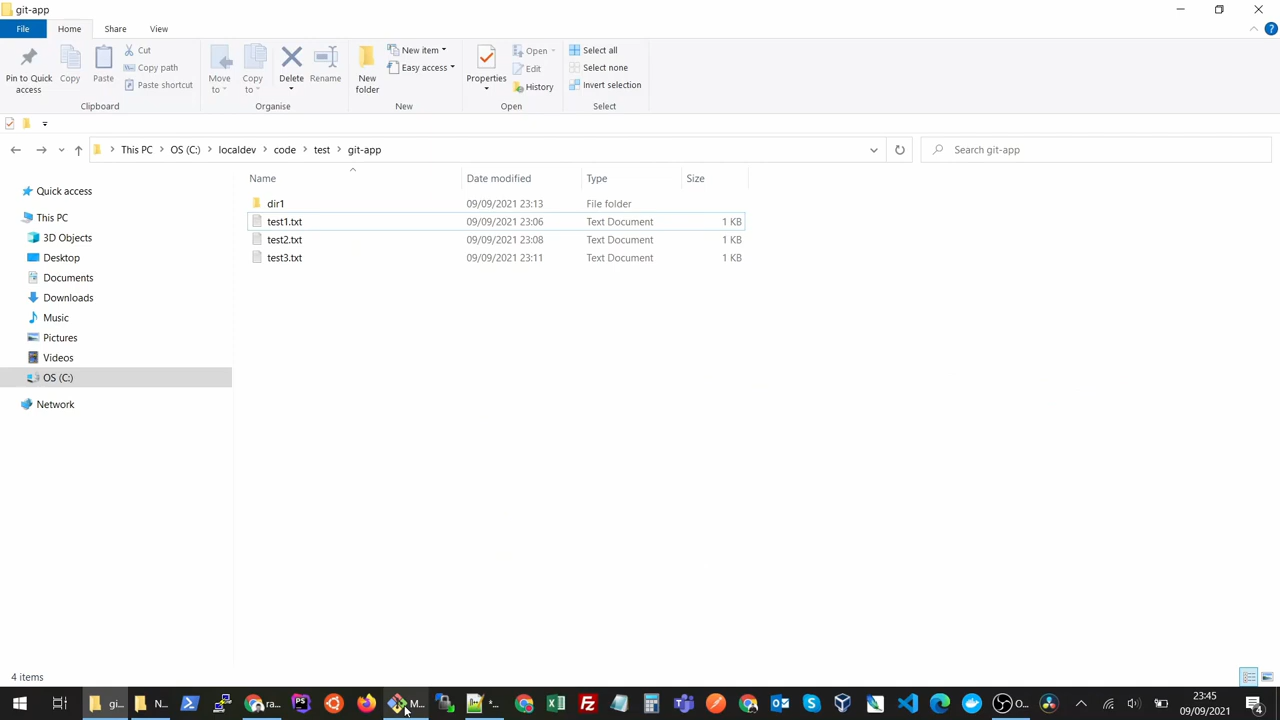 git-app
File Home Share View
Pin to Quick access
Copy
Paste
Cut
Copy path
Paste shortcut
Clipboard
Move to
Copy to
Delete
Rename
Organise
New folder
New item
Easy access
New
Properties
Open
Edit
History
Open
Select all
Select none
Invert selection
Select
This PC > OS (C:) > localdev > code > test > git-app
Search git-app
Name Date modified Type Size
dir1 09/09/2021 23:13 File folder
test1.txt 09/09/2021 23:06 Text Document 1 KB
test2.txt 09/09/2021 23:08 Text Document 1 KB
test3.txt 09/09/2021 23:11 Text Document 1 KB
Quick access
This PC
3D Objects
Desktop
Documents
Downloads
Music
Pictures
Videos
OS (C:)
Network
4 items
gi... N... ra... M... O...
23:45
09/09/2021
4